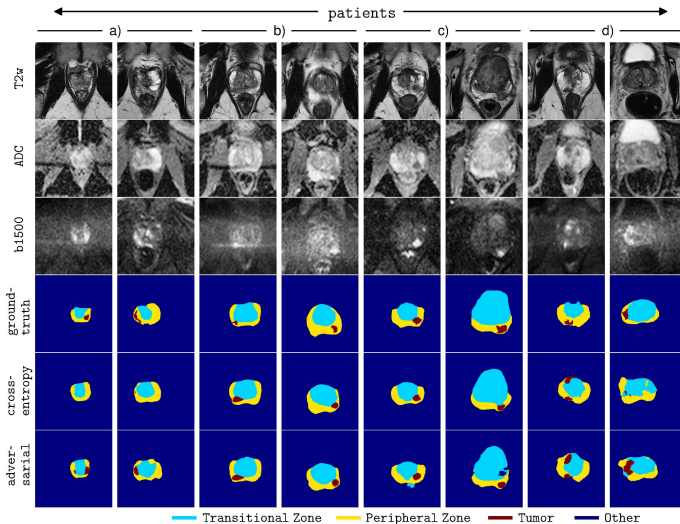 patients
a) b) c) d)
T2w
ADC
b1500
ground-
truth
cross-
entropy
adver-
sarial
Transitional Zone Peripheral Zone Tumor Other